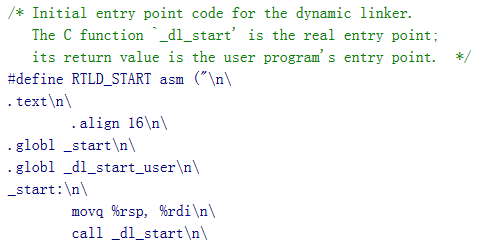 /* Initial entry point code for the dynamic linker.
   The C function `_dl_start' is the real entry point;
   its return value is the user program's entry point.  */
#define RTLD_START asm ("\n\
.text\n\
        .align 16\n\
.globl _start\n\
.globl _dl_start_user\n\
_start:\n\
        movq %rsp, %rdi\n\
        call _dl_start\n\